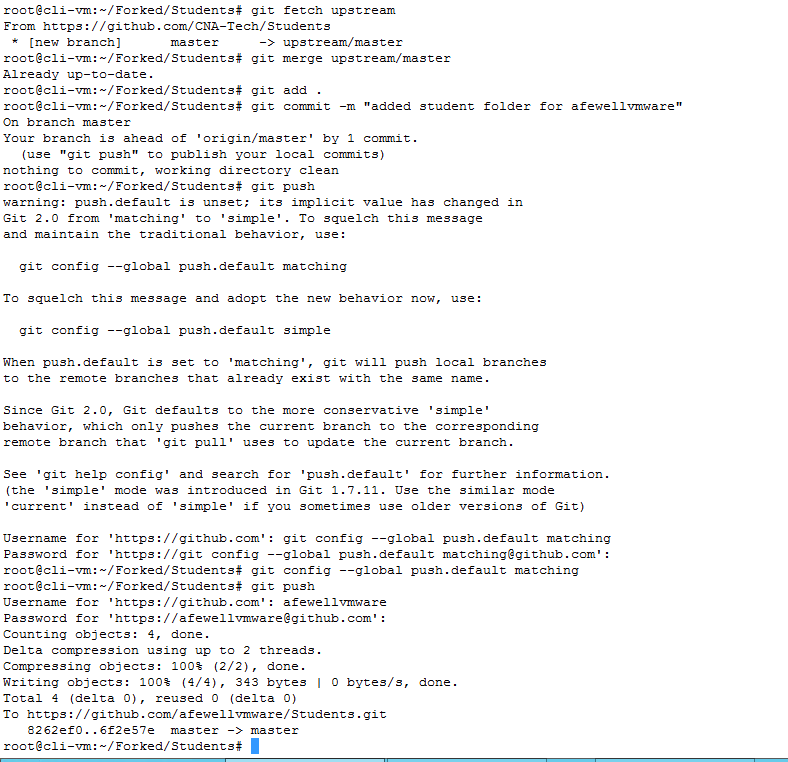 root@cli-vm:~/Forked/Students# git fetch upstream
From https://github.com/CNA-Tech/Students
 * [new branch]      master     -> upstream/master
root@cli-vm:~/Forked/Students# git merge upstream/master
Already up-to-date.
root@cli-vm:~/Forked/Students# git add .
root@cli-vm:~/Forked/Students# git commit -m "added student folder for afewellvmware"
On branch master
Your branch is ahead of 'origin/master' by 1 commit.
  (use "git push" to publish your local commits)
nothing to commit, working directory clean
root@cli-vm:~/Forked/Students# git push
warning: push.default is unset; its implicit value has changed in
Git 2.0 from 'matching' to 'simple'. To squelch this message
and maintain the traditional behavior, use:

  git config --global push.default matching

To squelch this message and adopt the new behavior now, use:

  git config --global push.default simple

When push.default is set to 'matching', git will push local branches
to the remote branches that already exist with the same name.

Since Git 2.0, Git defaults to the more conservative 'simple'
behavior, which only pushes the current branch to the corresponding
remote branch that 'git pull' uses to update the current branch.

See 'git help config' and search for 'push.default' for further information.
(the 'simple' mode was introduced in Git 1.7.11. Use the similar mode
'current' instead of 'simple' if you sometimes use older versions of Git)

Username for 'https://github.com': git config --global push.default matching
Password for 'https://git config --global push.default matching@github.com':
root@cli-vm:~/Forked/Students# git config --global push.default matching
root@cli-vm:~/Forked/Students# git push
Username for 'https://github.com': afewellvmware
Password for 'https://afewellvmware@github.com':
Counting objects: 4, done.
Delta compression using up to 2 threads.
Compressing objects: 100% (2/2), done.
Writing objects: 100% (4/4), 343 bytes | 0 bytes/s, done.
Total 4 (delta 0), reused 0 (delta 0)
To https://github.com/afewellvmware/Students.git
   8262ef0..6f2e57e  master -> master
root@cli-vm:~/Forked/Students#